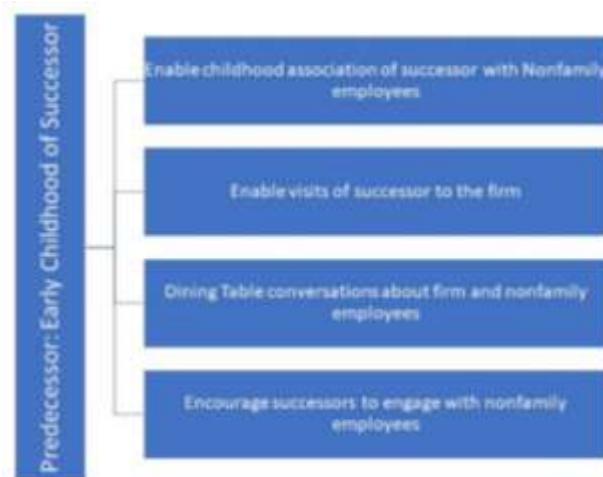 Predecessor: Early Childhood of Successor
Enable childhood association of successor with Nonfamily
employees
Enable visits of successor to the firm
Dining Table conversations about firm and nonfamily
employees
Encourage successors to engage with nonfamily
employees